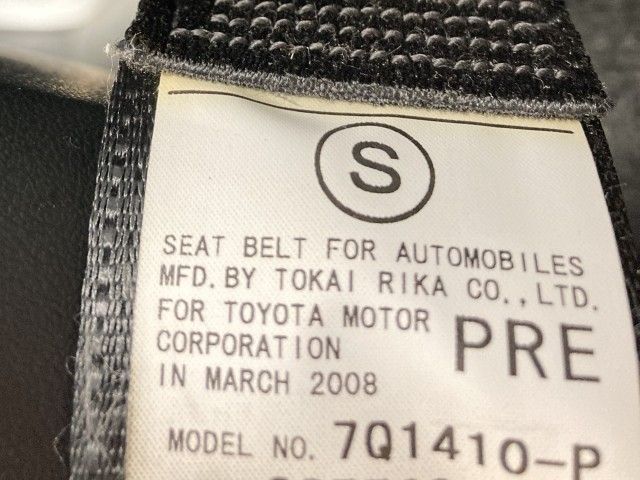 S
SEAT BELT FOR AUTOMOBILES
MFD. BY TOKAI RIKA CO., LTD.
FOR TOYOTA MOTOR
CORPORATION
PRE
IN MARCH 2008
MODEL NO. 7Q1410-P